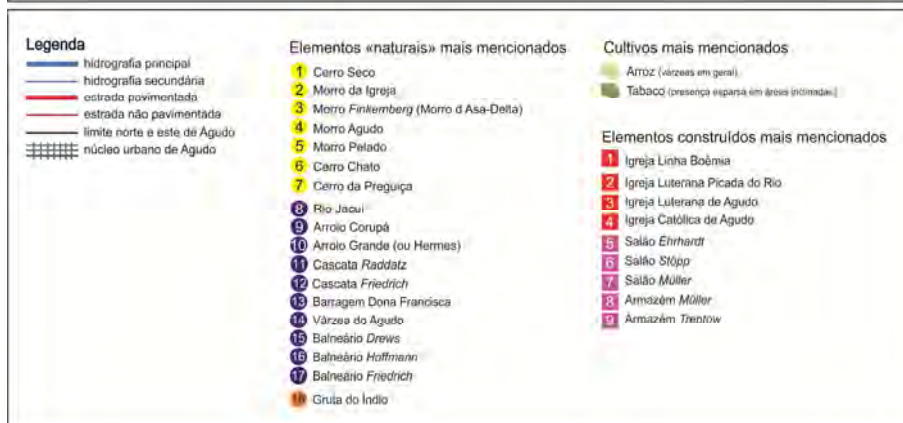 Legenda
hidrografia principal
hidrografia secundária
estrada pavimentada
estrada não pavimentada
limite norte e este de Agudo
núcleo urbano de Agudo
Elementos «naturais» mais mencionados
1 Cerro Seco
2 Morro da Igreja
3 Morro Finkemberg (Morro d Asa-Delta)
4 Morro Agudo
5 Morro Pelado
6 Cerro Chato
7 Cerro da Preguiça
8 Rio Jacuí
9 Arroio Corupá
10 Arroio Grande (ou Hermes)
11 Cascata Raddatz
12 Cascata Friedrich
13 Barragem Dona Francisca
14 Várzea do Agudo
15 Balneário Drews
16 Balneário Hoffmann
17 Balneário Friedrich
18 Gruta do Índio
Cultivos mais mencionados
Arroz (várzeas em geral)
Tabaco (presença esparsa em áreas inclinadas)
Elementos construídos mais mencionados
1 Igreja Linha Boêmia
2 Igreja Luterana Picada do Rio
3 Igreja Luterana de Agudo
4 Igreja Católica de Agudo
5 Salão Ehrhardt
6 Salão Stöpp
7 Salão Müller
8 Armazém Müller
9 Armazém Trentow